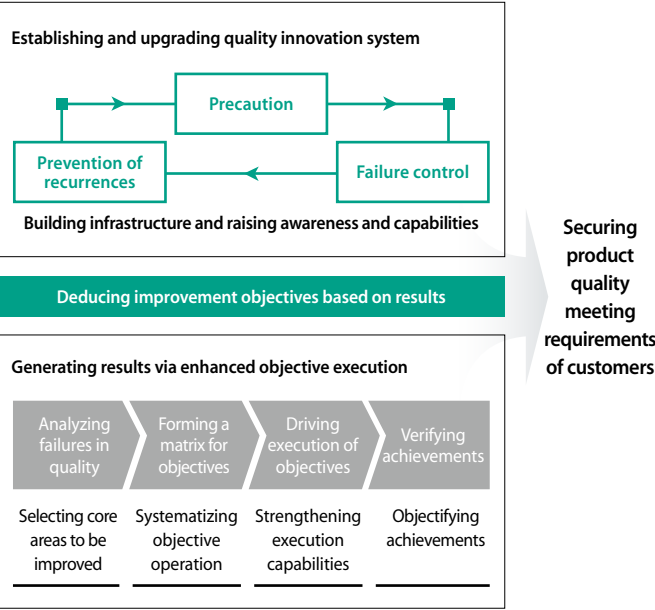 Establishing and upgrading quality innovation system
Precaution
Prevention of
recurrences
Failure control
Building infrastructure and raising awareness and capabilities
Deducing improvement objectives based on results
Generating results via enhanced objective execution
Analyzing
failures in
quality
Forming a
matrix for
objectives
Driving
execution of
objectives
Verifying
achievements
Selecting core
areas to be
improved
Systematizing
objective
operation
Strengthening
execution
capabilities
Objectifying
achievements
Securing
product
quality
meeting
requirements
of customers